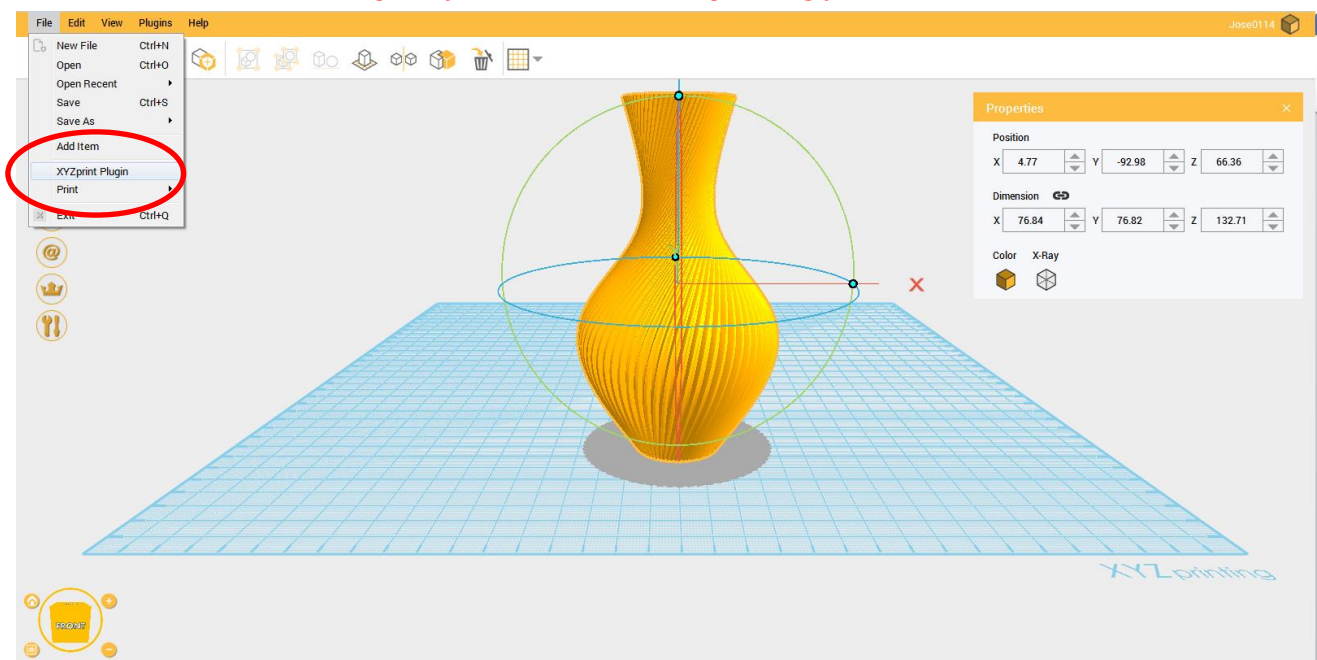 File Edit View Plugins Help
Jose0114
New File Ctrl+N
Open Ctrl+O
Open Recent
Save Ctrl+S
Save As
Add Item
XYZprint Plugin
Print
Exit Ctrl+Q
@
Properties ×
Position
X 4.77 Y -92.98 Z 66.36
Dimension
X 76.84 Y 76.82 Z 132.71
Color X-Ray
X
XYZprinting
FRONT